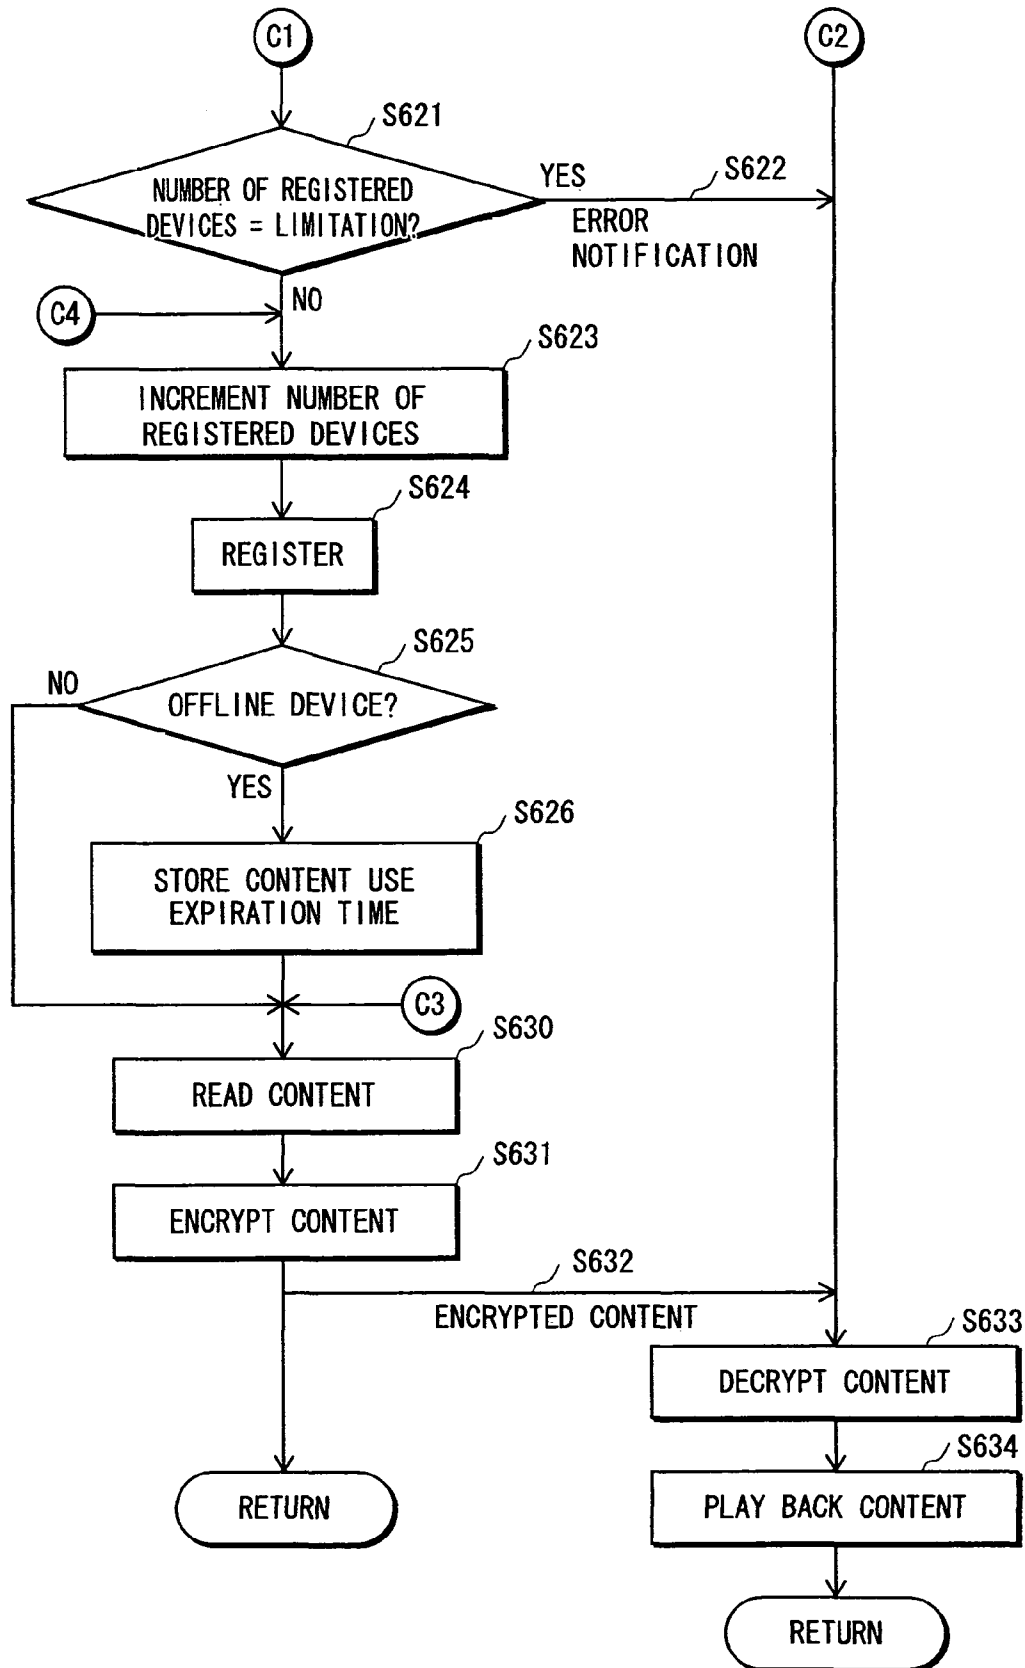 C1
C2
S621
NUMBER OF REGISTERED
DEVICES = LIMITATION?
YES
S622
ERROR
NOTIFICATION
NO
C4
S623
INCREMENT NUMBER OF
REGISTERED DEVICES
S624
REGISTER
S625
NO
OFFLINE DEVICE?
YES
S626
STORE CONTENT USE
EXPIRATION TIME
C3
S630
READ CONTENT
S631
ENCRYPT CONTENT
S632
ENCRYPTED CONTENT
S633
DECRYPT CONTENT
S634
PLAY BACK CONTENT
RETURN
RETURN